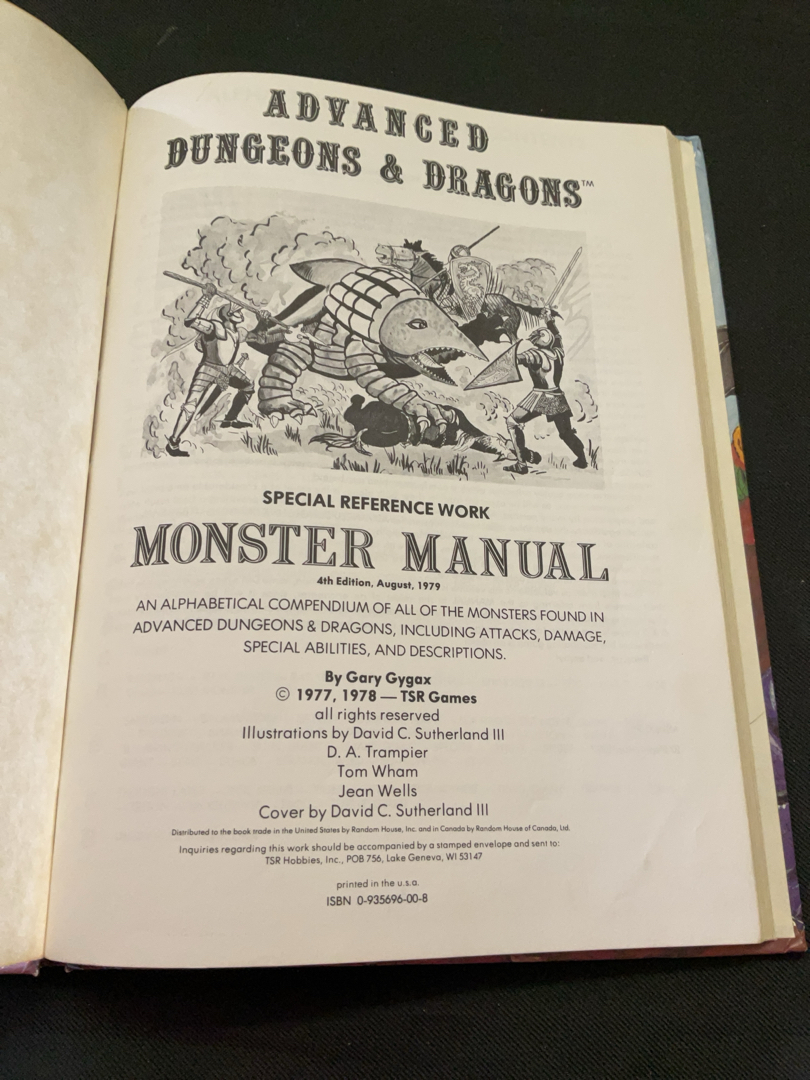 ADVANCED
DUNGEONS & DRAGONS™
SPECIAL REFERENCE WORK
MONSTER MANUAL
4th Edition, August, 1979
AN ALPHABETICAL COMPENDIUM OF ALL OF THE MONSTERS FOUND IN
ADVANCED DUNGEONS & DRAGONS, INCLUDING ATTACKS, DAMAGE,
SPECIAL ABILITIES, AND DESCRIPTIONS.
By Gary Gygax
© 1977, 1978 — TSR Games
all rights reserved
Illustrations by David C. Sutherland III
D. A. Trampier
Tom Wham
Jean Wells
Cover by David C. Sutherland III
Distributed to the book trade in the United States by Random House, Inc. and in Canada by Random House of Canada, Ltd.
Inquiries regarding this work should be accompanied by a stamped envelope and sent to:
TSR Hobbies, Inc., POB 756, Lake Geneva, WI 53147
printed in the u.s.a.
ISBN 0-935696-00-8